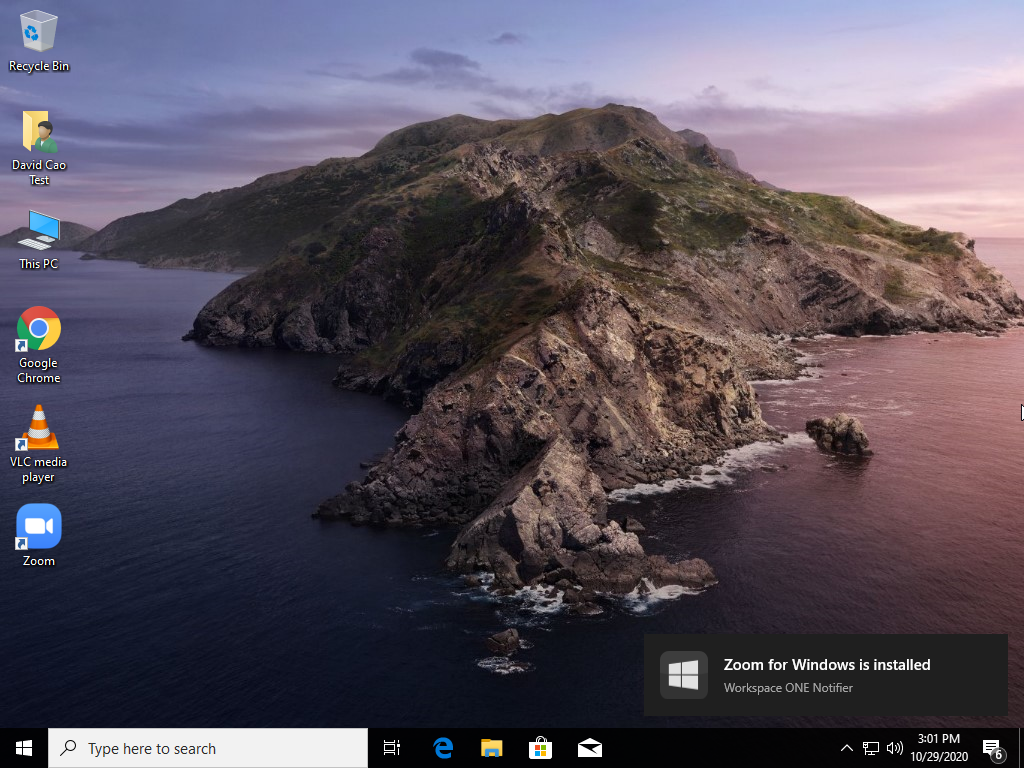 Recycle Bin
David Cao
Test
This PC
Google
Chrome
VLC media
player
Zoom
Zoom for Windows is installed
Workspace ONE Notifier
Type here to search
3:01 PM
10/29/2020
6